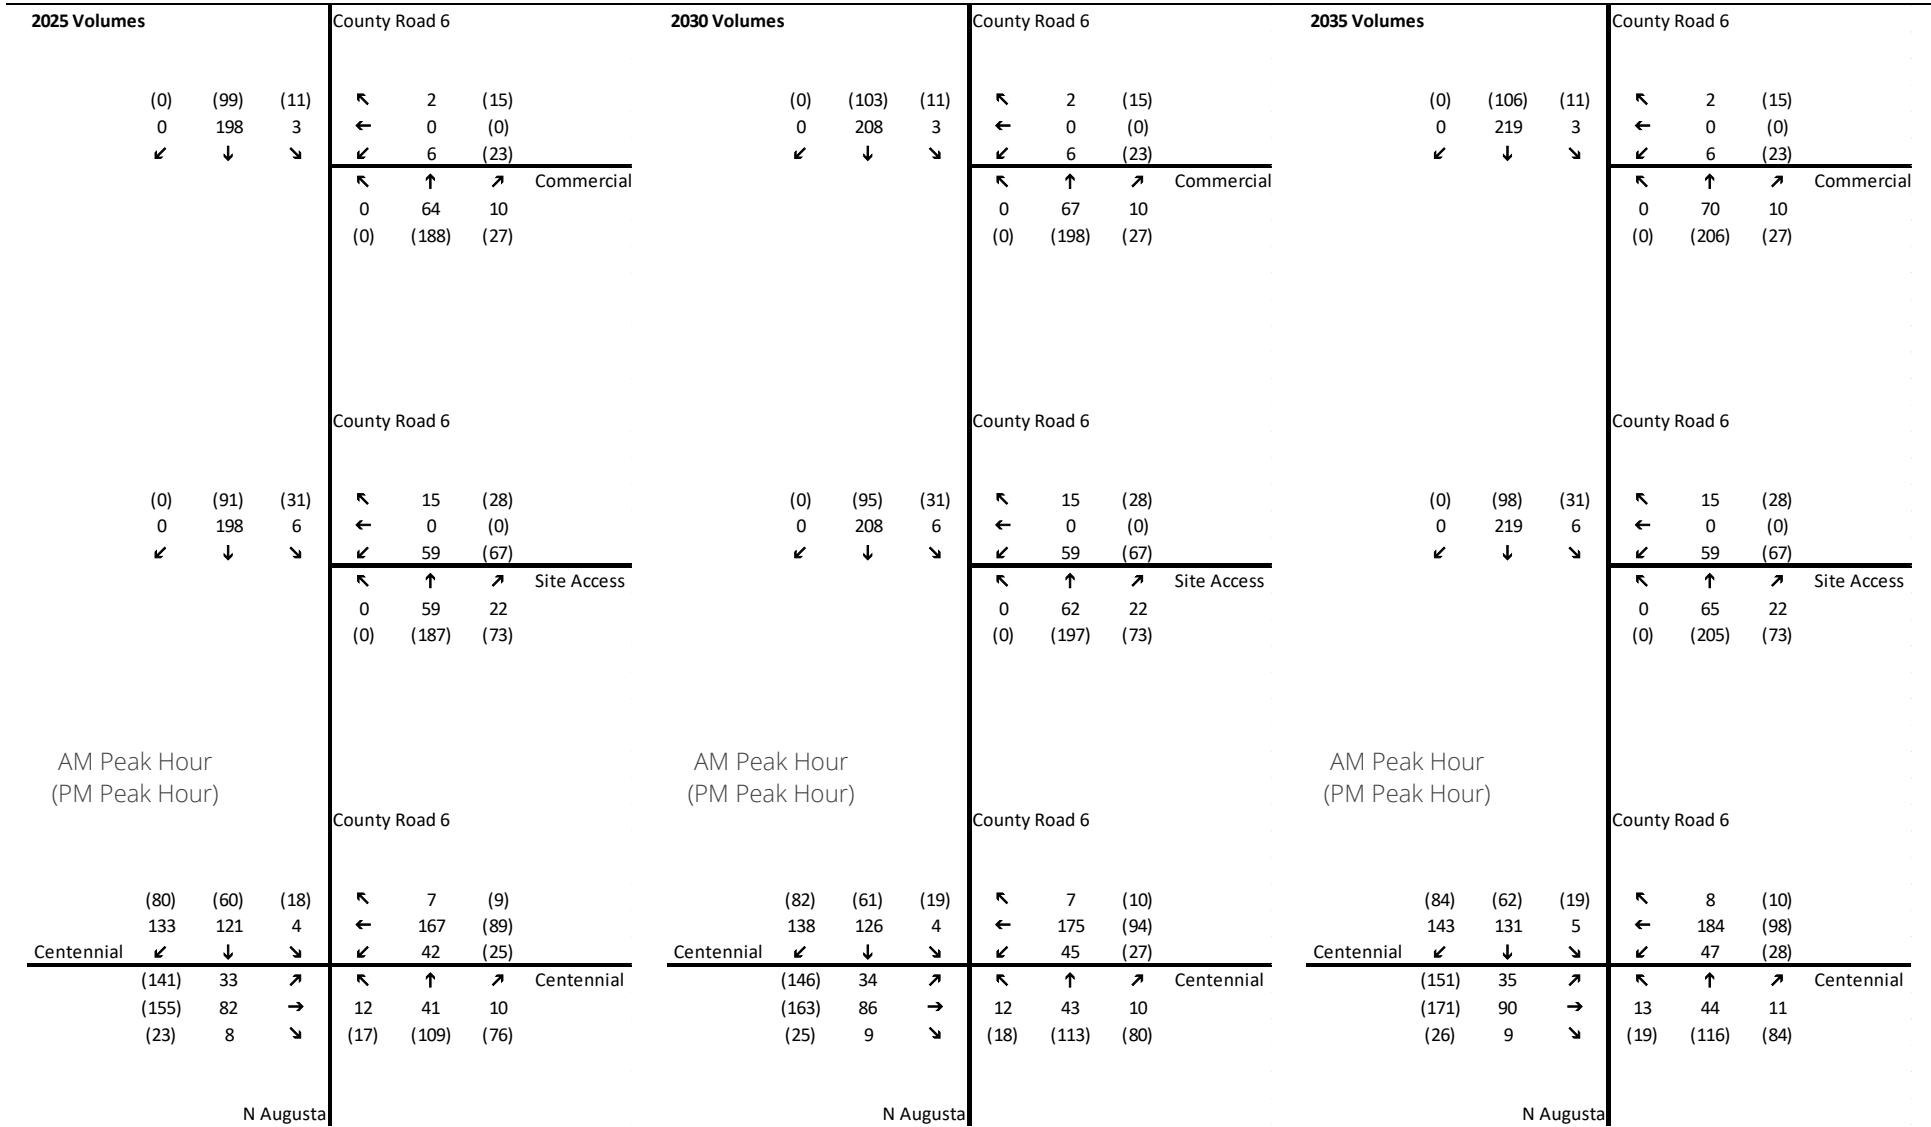 2025 Volumes County Road 6 2030 Volumes County Road 6 2035 Volumes County Road 6
(0) (99) (11) ↖ 2 (15) (0) (103) (11) ↖ 2 (15) (0) (106) (11) ↖ 2 (15)
0 198 3 ← 0 (0) 0 208 3 ← 0 (0) 0 219 3 ← 0 (0)
↙ ↓ ↘ ↙ 6 (23) ↙ ↓ ↘ ↙ 6 (23) ↙ ↓ ↘ ↙ 6 (23)
↖ ↑ ↗ Commercial ↖ ↑ ↗ Commercial ↖ ↑ ↗ Commercial
0 64 10 0 67 10 0 70 10
(0) (188) (27) (0) (198) (27) (0) (206) (27)
County Road 6 County Road 6 County Road 6
(0) (91) (31) ↖ 15 (28) (0) (95) (31) ↖ 15 (28) (0) (98) (31) ↖ 15 (28)
0 198 6 ← 0 (0) 0 208 6 ← 0 (0) 0 219 6 ← 0 (0)
↙ ↓ ↘ ↙ 59 (67) ↙ ↓ ↘ ↙ 59 (67) ↙ ↓ ↘ ↙ 59 (67)
↖ ↑ ↗ Site Access ↖ ↑ ↗ Site Access ↖ ↑ ↗ Site Access
0 59 22 0 62 22 0 65 22
(0) (187) (73) (0) (197) (73) (0) (205) (73)
AM Peak Hour AM Peak Hour AM Peak Hour
(PM Peak Hour) (PM Peak Hour) (PM Peak Hour)
County Road 6 County Road 6 County Road 6
(80) (60) (18) ↖ 7 (9) (82) (61) (19) ↖ 7 (10) (84) (62) (19) ↖ 8 (10)
133 121 4 ← 167 (89) 138 126 4 ← 175 (94) 143 131 5 ← 184 (98)
Centennial ↙ ↓ ↘ ↙ 42 (25) Centennial ↙ ↓ ↘ ↙ 45 (27) Centennial ↙ ↓ ↘ ↙ 47 (28)
(141) 33 ↗ ↖ ↑ ↗ Centennial (146) 34 ↗ ↖ ↑ ↗ Centennial (151) 35 ↗ ↖ ↑ ↗ Centennial
(155) 82 → 12 41 10 (163) 86 → 12 43 10 (171) 90 → 13 44 11
(23) 8 ↘ (17) (109) (76) (25) 9 ↘ (18) (113) (80) (26) 9 ↘ (19) (116) (84)
N Augusta N Augusta N Augusta